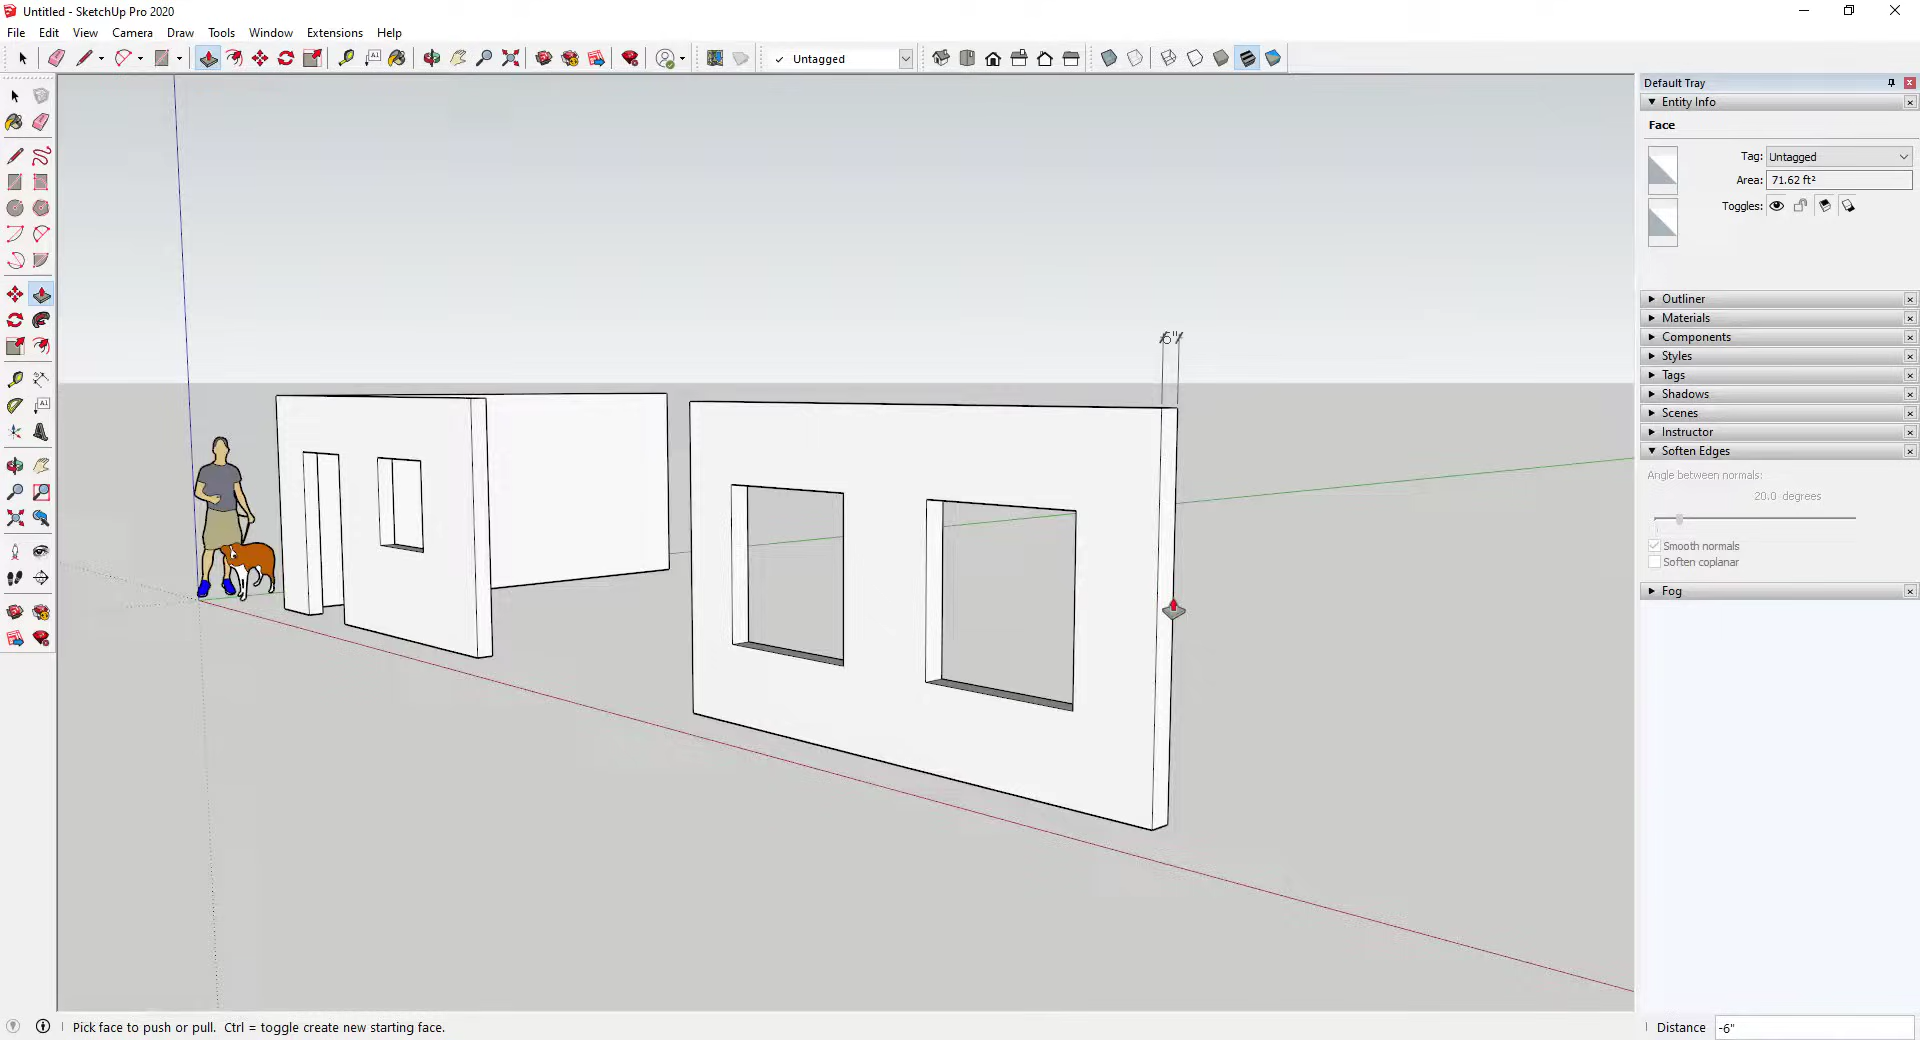 Untitled - SketchUp Pro 2020
File Edit View Camera Draw Tools Window Extensions Help
Untagged
Default Tray
Entity Info
Face
Tag: Untagged
Area: 71.62 ft²
Toggles:
Outliner
Materials
Components
Styles
Tags
Shadows
Scenes
Instructor
Soften Edges
Angle between normals:
20.0 degrees
Smooth normals
Soften coplanar
Fog
6"
Pick face to push or pull. Ctrl = toggle create new starting face.
Distance -6"